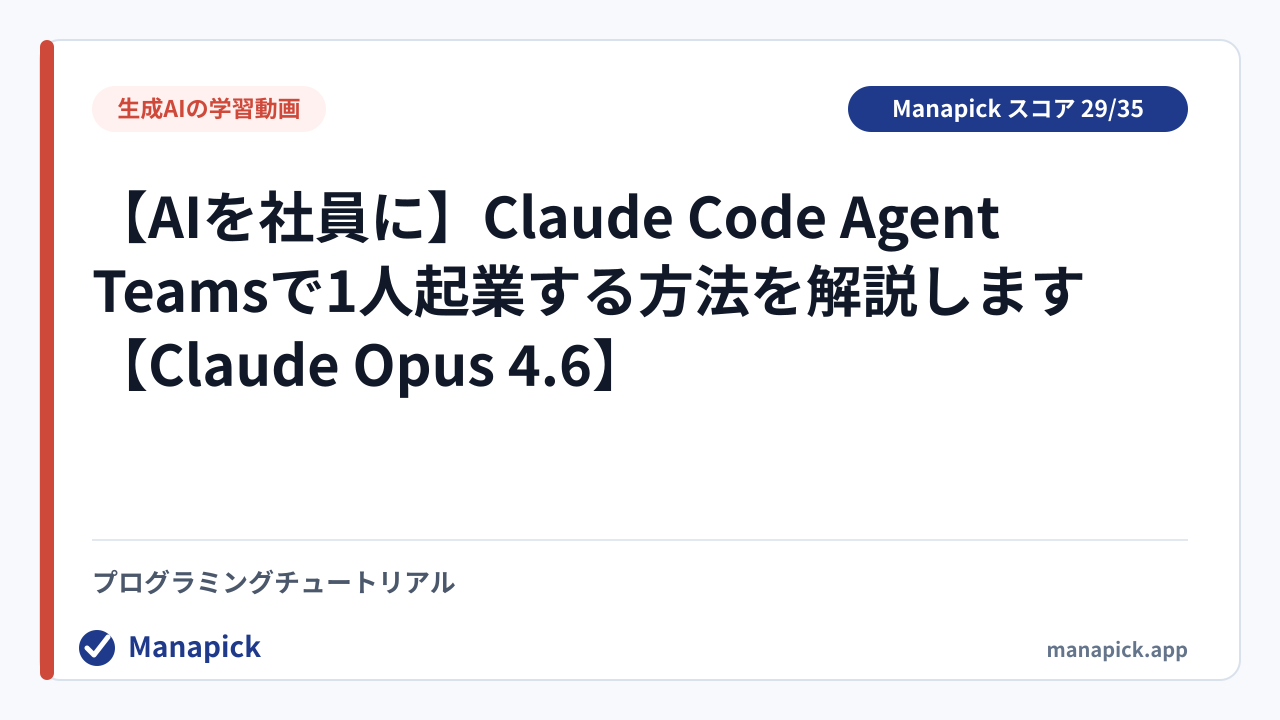 生成AIの学習動画
Manapick スコア 29/35
【AIを社員に】Claude Code Agent
Teamsで1人起業する方法を解説します
【Claude Opus 4.6】
プログラミングチュートリアル
Manapick
manapick.app